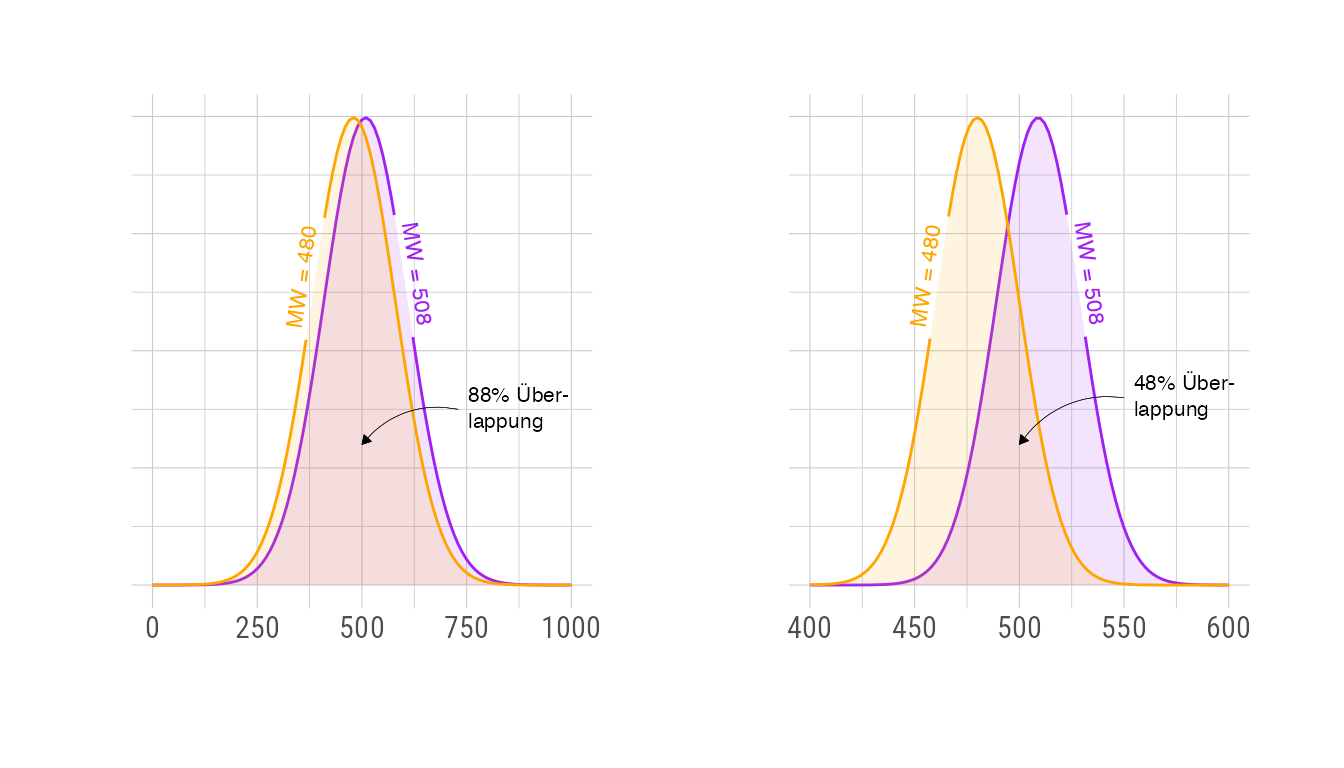 MW = 480
MW = 508
88% Über-
lappung
0 250 500 750 1000
MW = 480
MW = 508
48% Über-
lappung
400 450 500 550 600